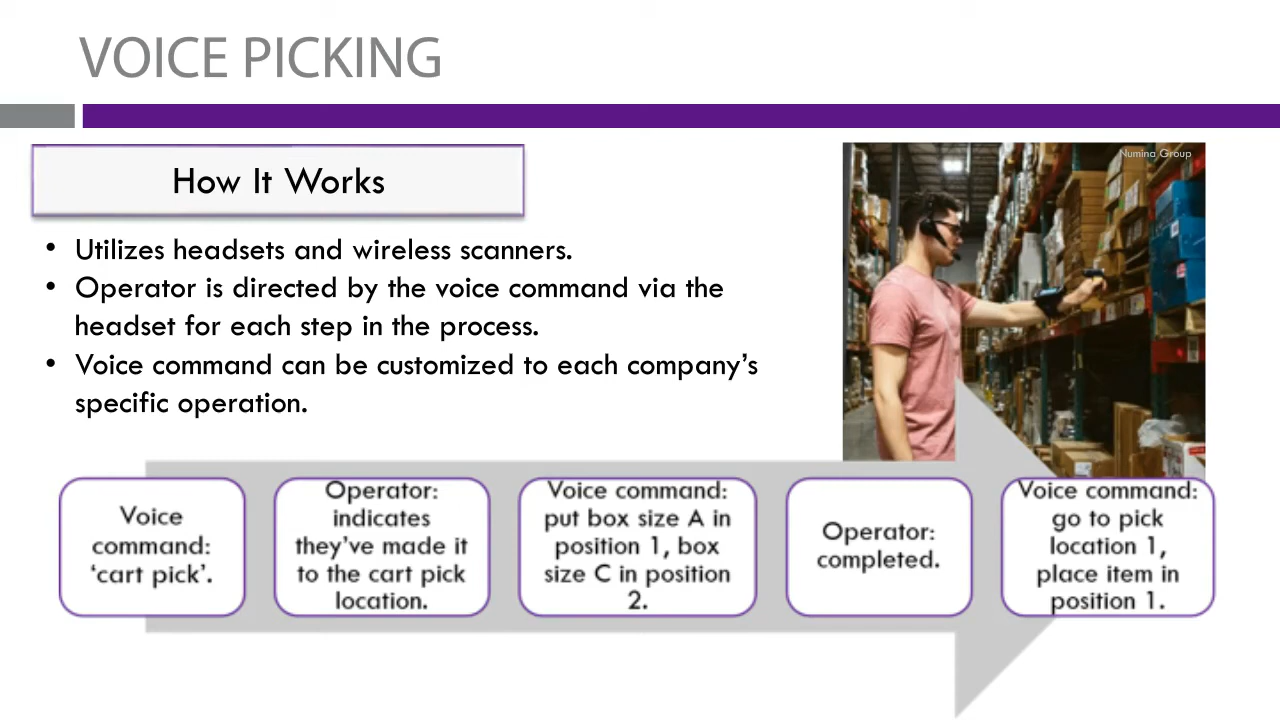 VOICE PICKING
How It Works
Numina Group
• Utilizes headsets and wireless scanners.
• Operator is directed by the voice command via the
headset for each step in the process.
• Voice command can be customized to each company’s
specific operation.
Voice
command:
‘cart pick’.
Operator:
indicates
they’ve made it
to the cart pick
location.
Voice command:
put box size A in
position 1, box
size C in position
2.
Operator:
completed.
Voice command:
go to pick
location 1,
place item in
position 1.